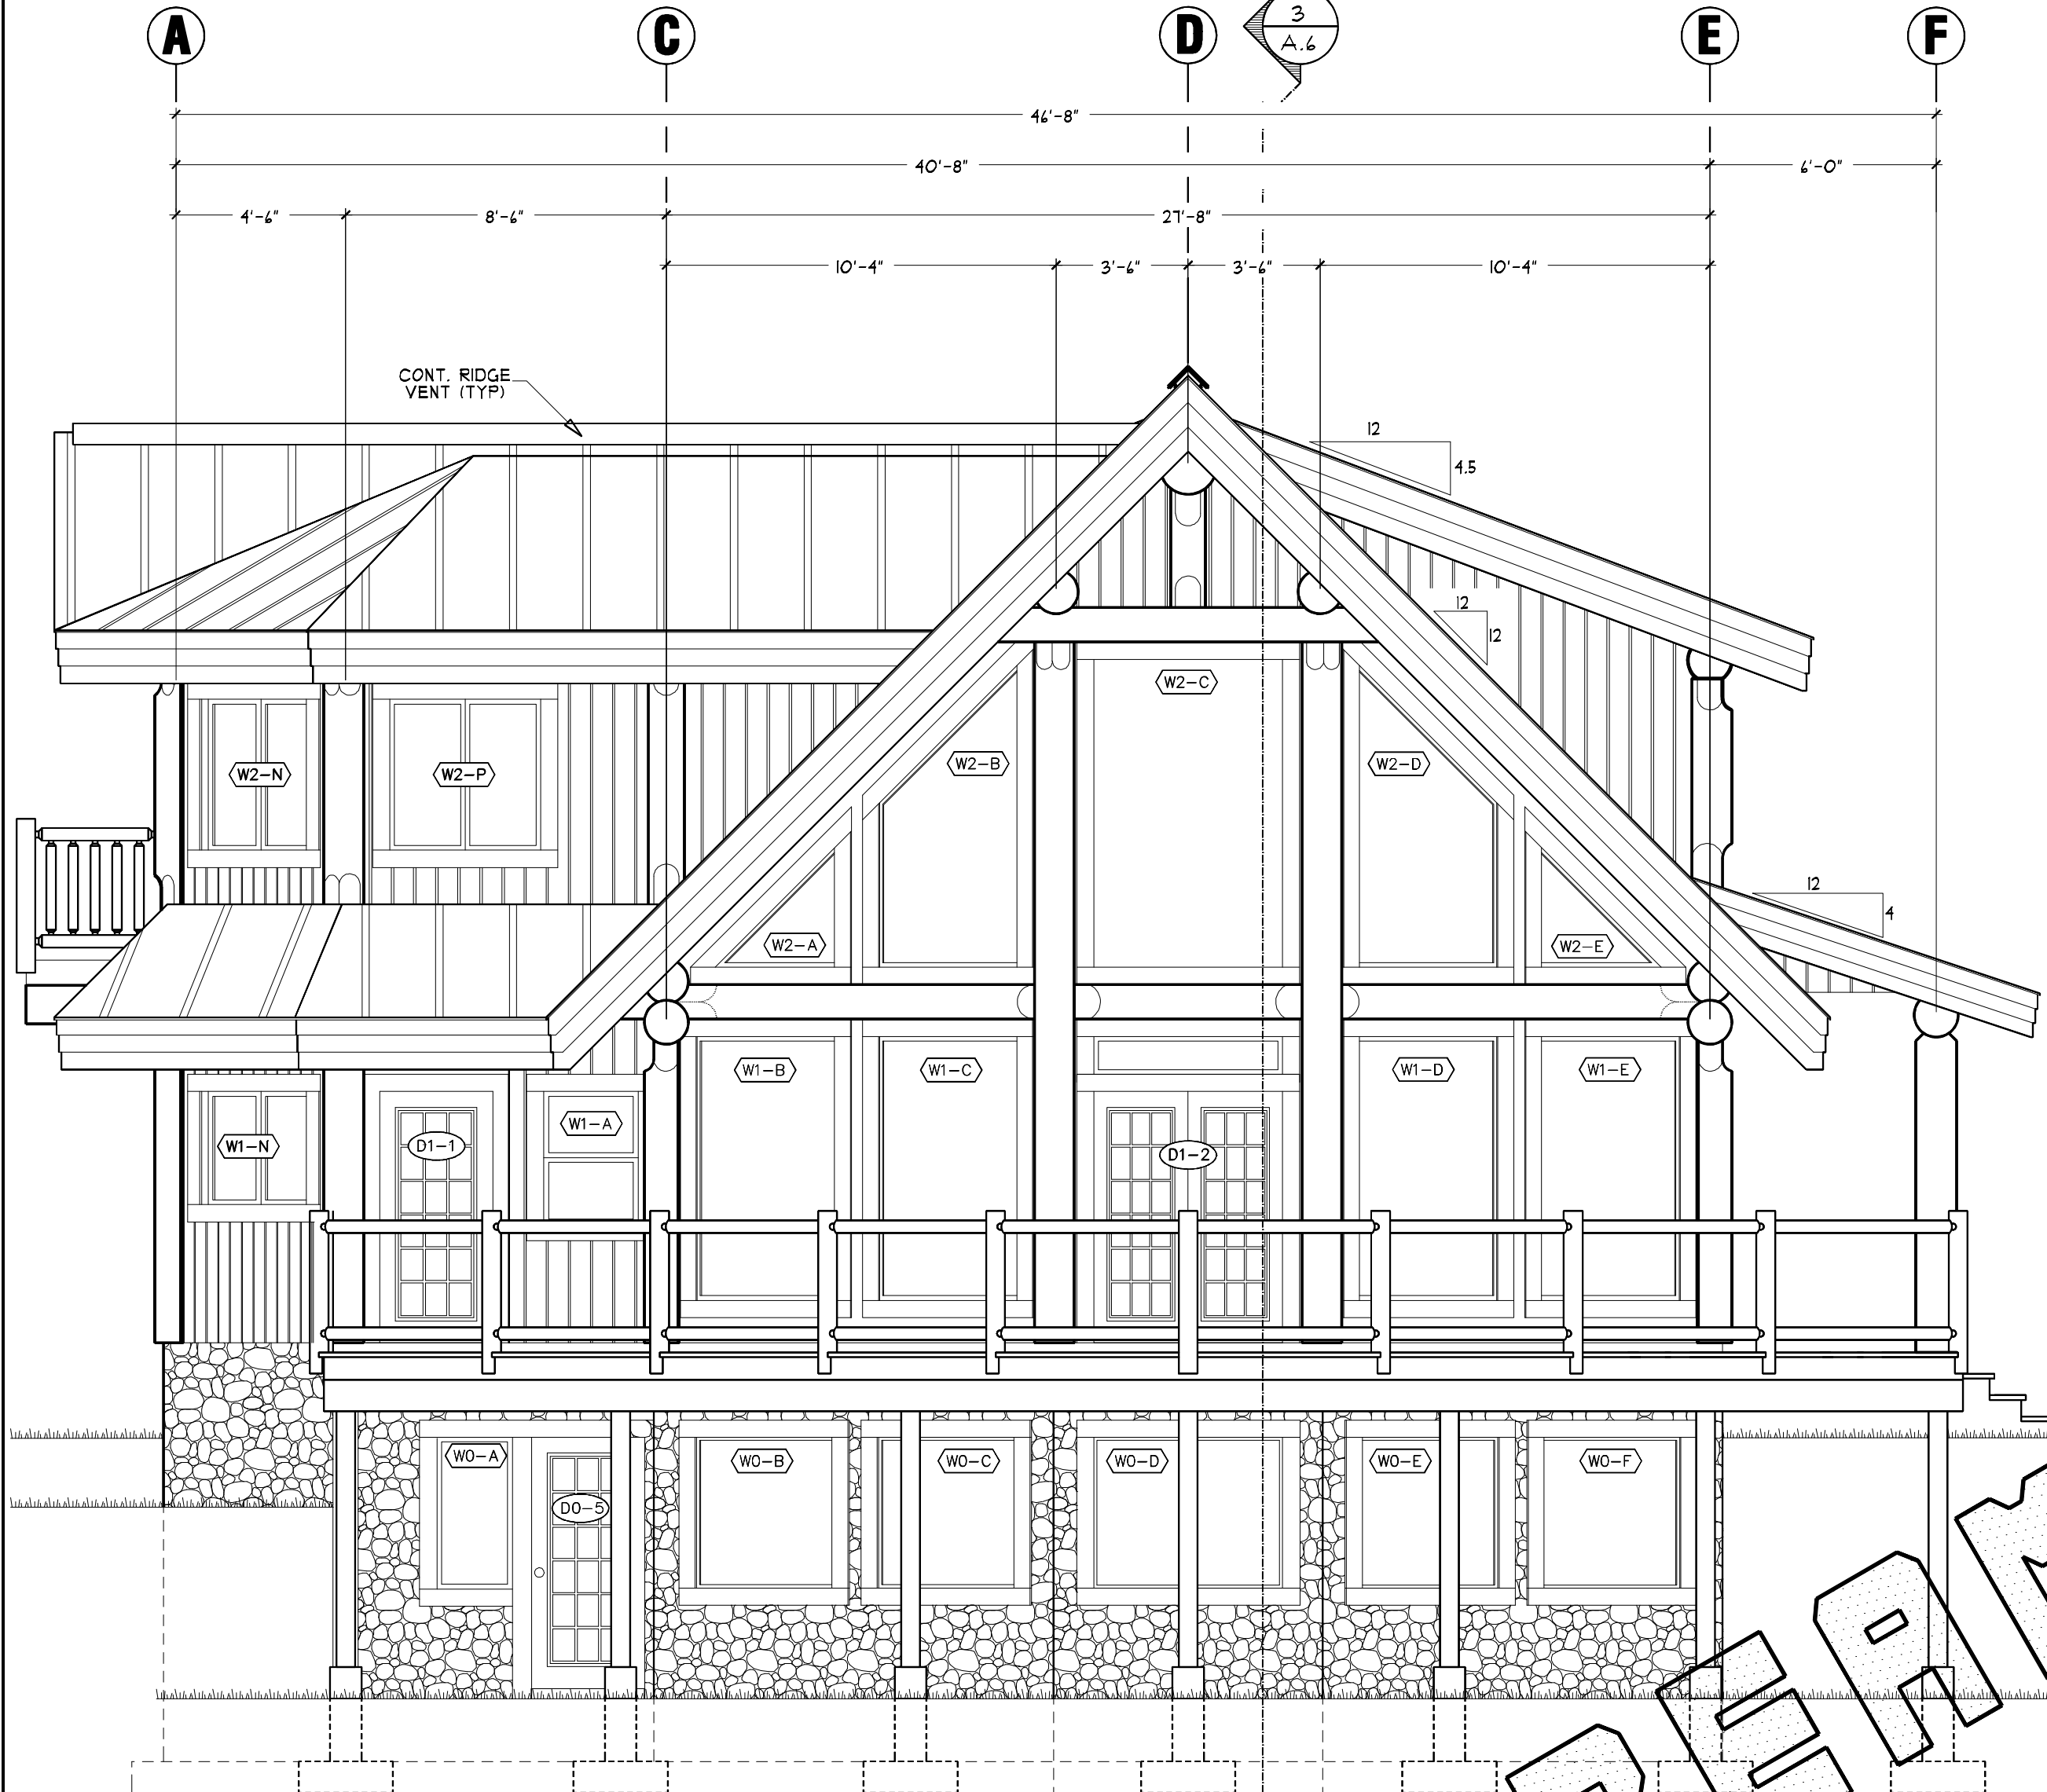 A C D E F
3
A.6
46'-8"
40'-8" 6'-0"
4'-6" 8'-6" 27'-8"
10'-4" 3'-6" 3'-6" 10'-4"
CONT. RIDGE
VENT (TYP)
12
4.5
12
12
W2-C
W2-N W2-P W2-B W2-D
12
4
W2-A W2-E
W1-B W1-C W1-D W1-E
W1-A
W1-N D1-1 D1-2
W0-A W0-B W0-C W0-D W0-E W0-F
D0-5